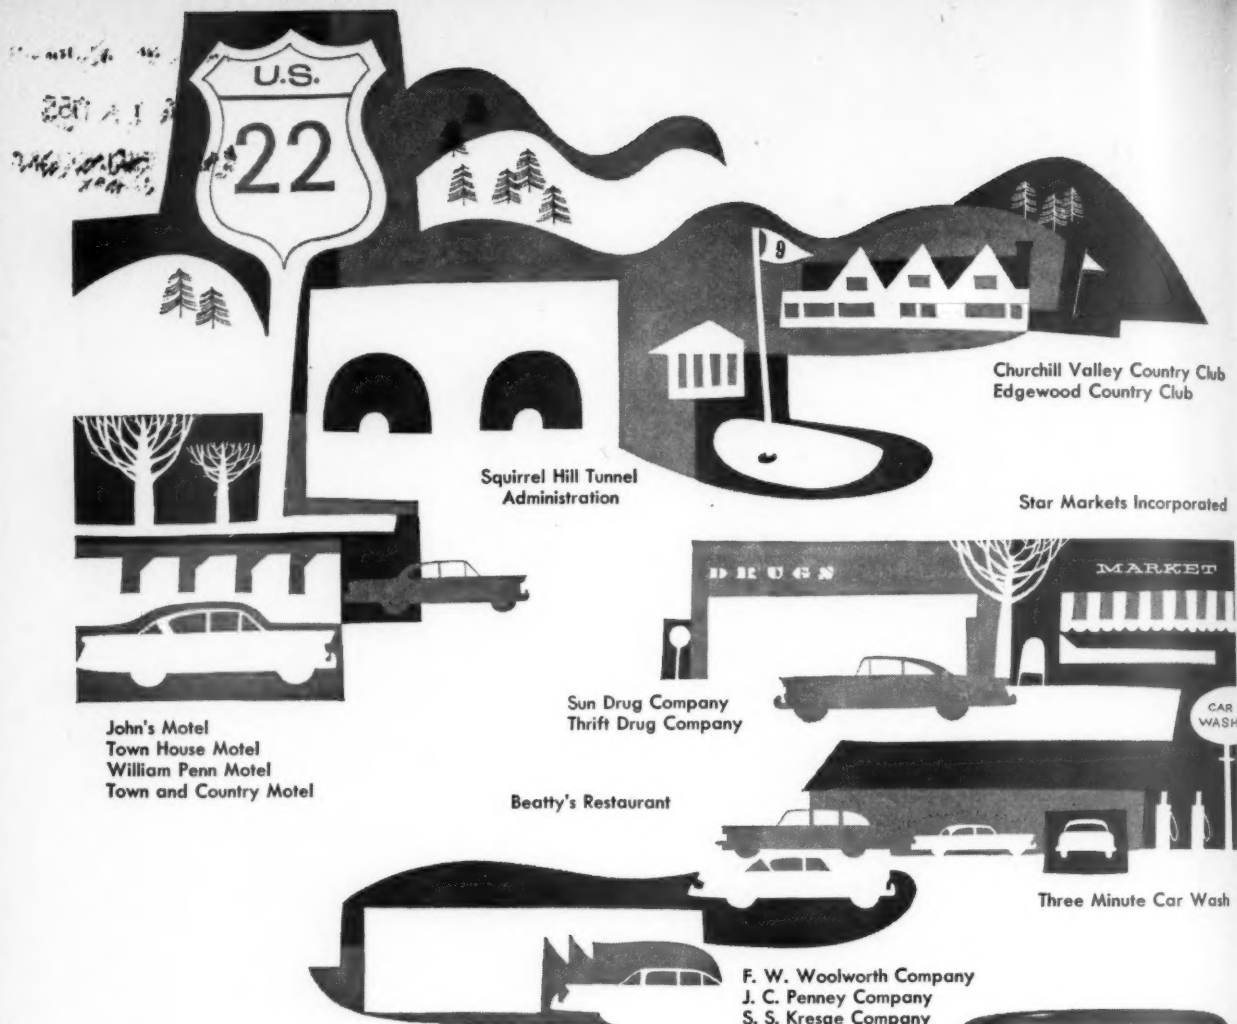 U.S.
22
9
Churchill Valley Country Club
Edgewood Country Club
Squirrel Hill Tunnel
Administration
Star Markets Incorporated
DRUGS
MARKET
Sun Drug Company
Thrift Drug Company
CAR
WASH
John's Motel
Town House Motel
William Penn Motel
Town and Country Motel
Beatty's Restaurant
Three Minute Car Wash
F. W. Woolworth Company
J. C. Penney Company
S. S. Kresge Company